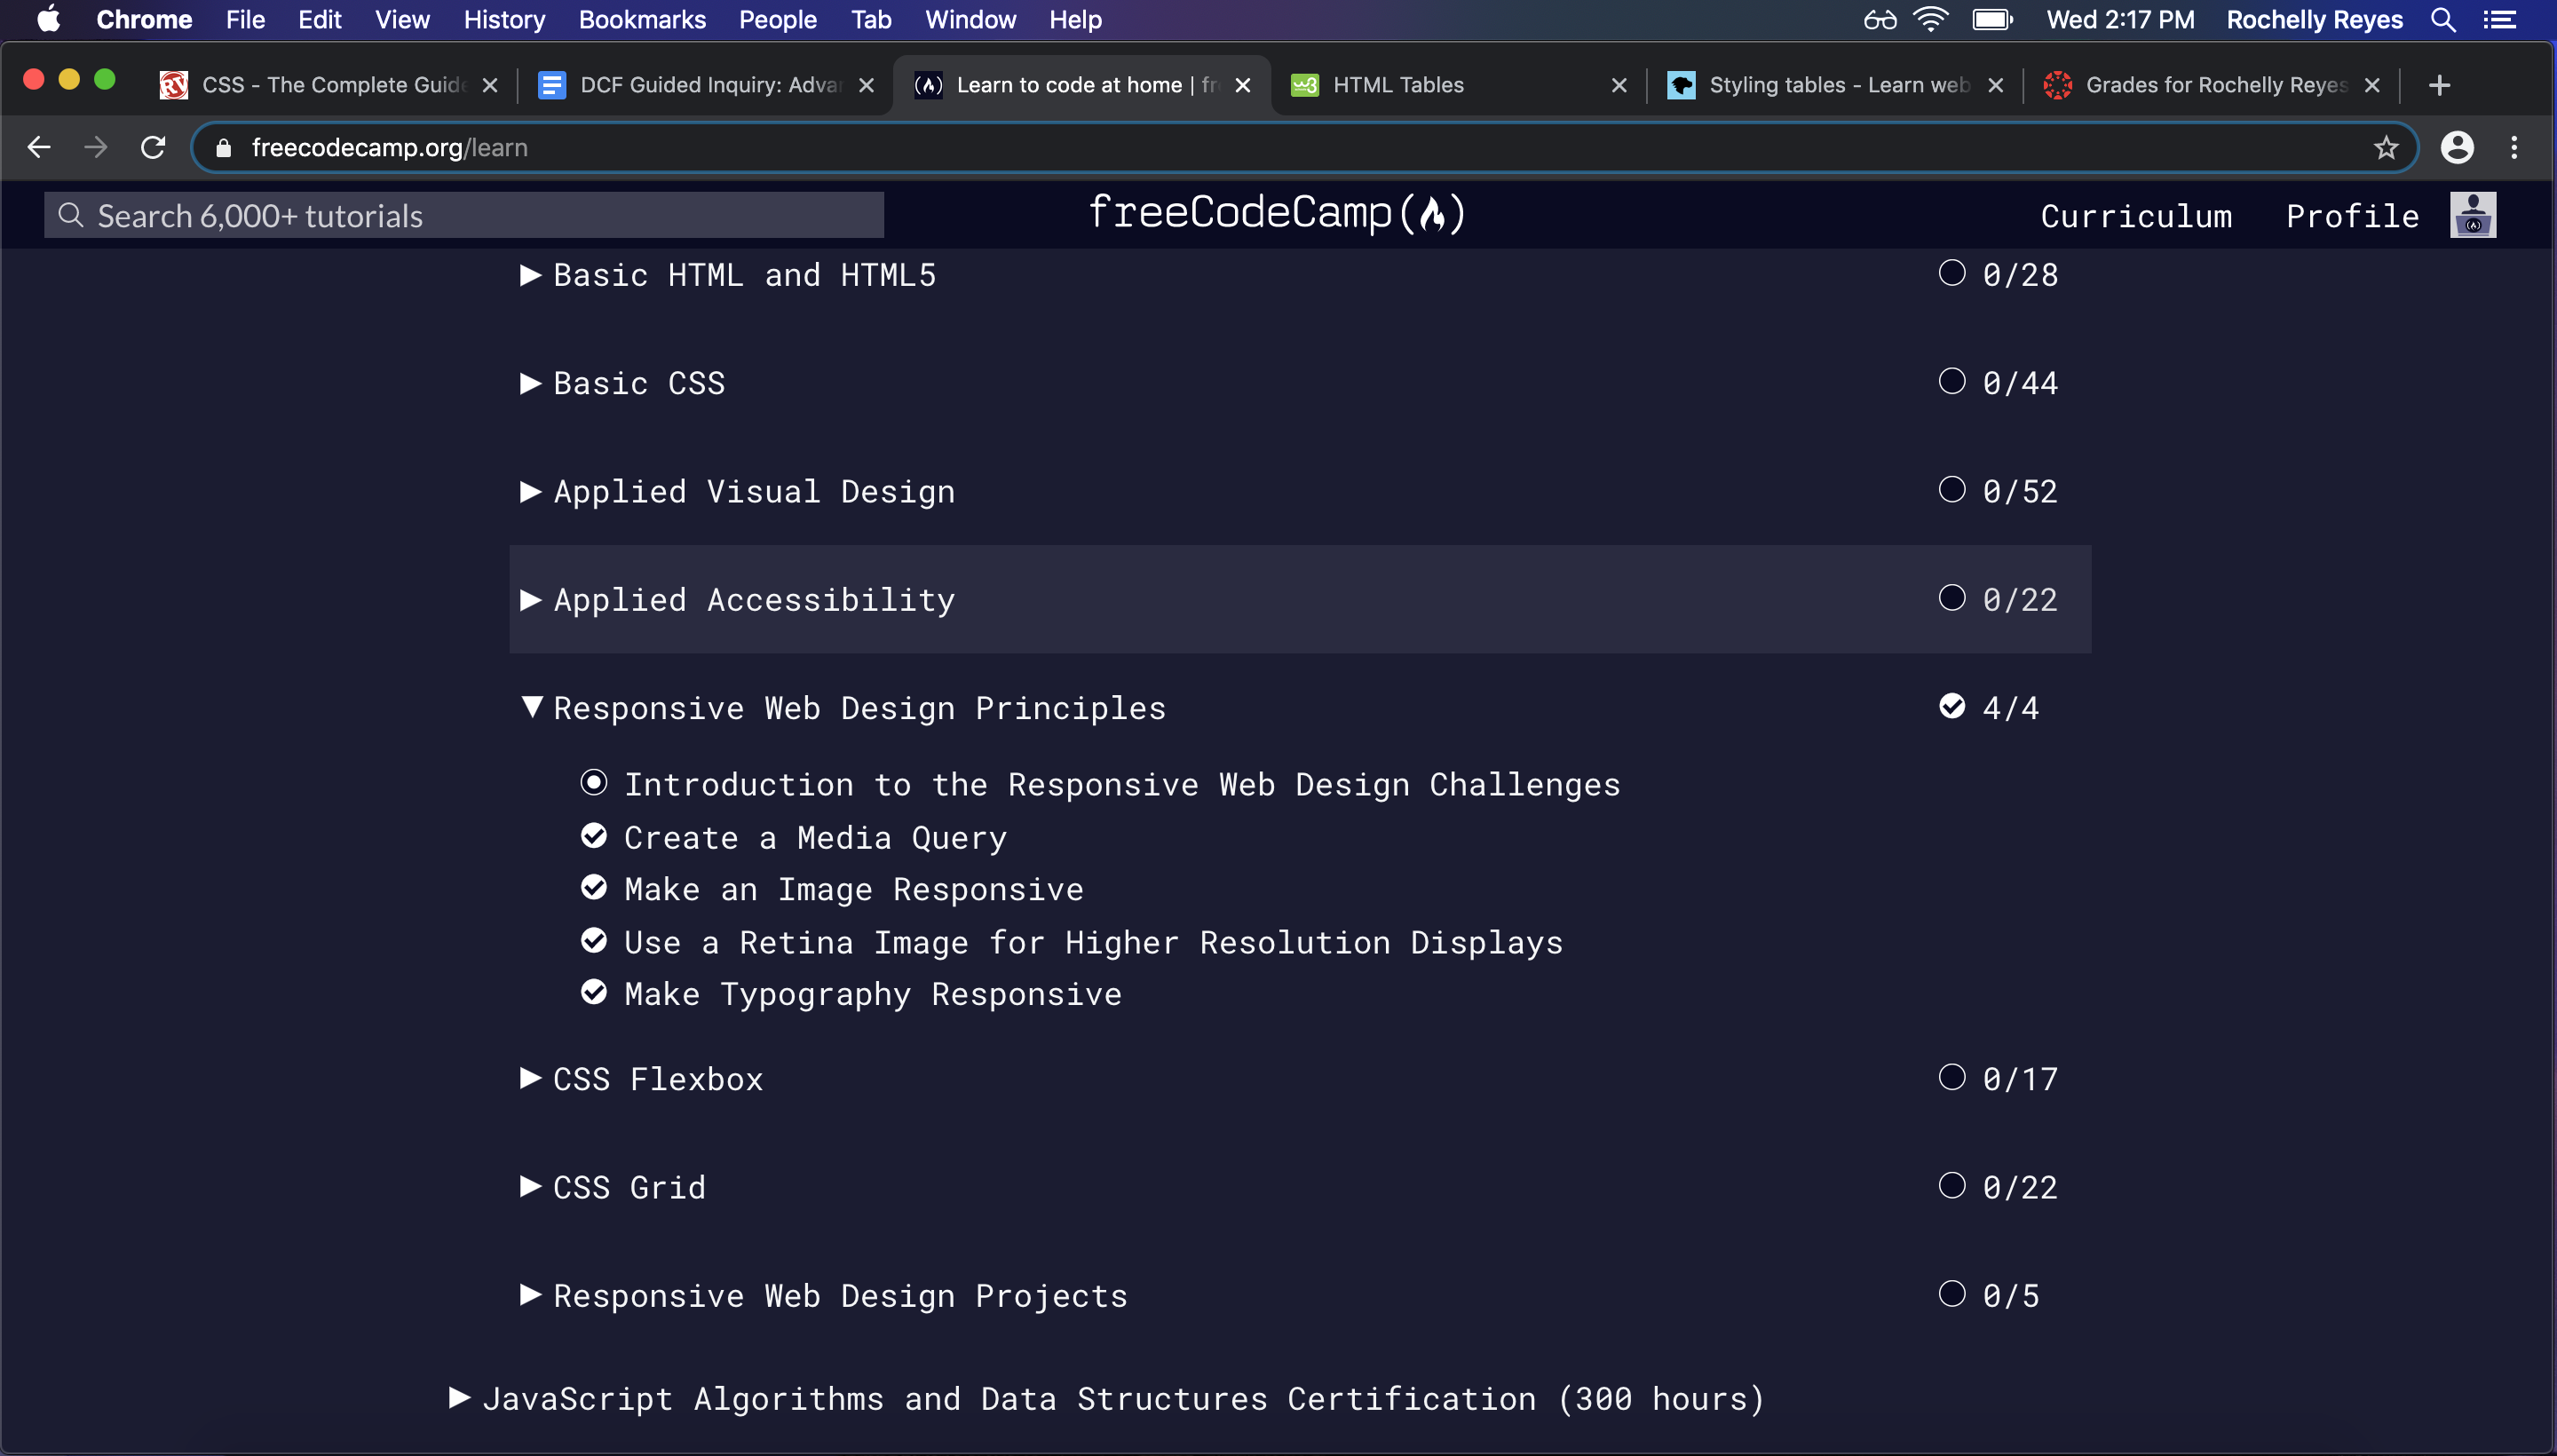 Chrome File Edit View History Bookmarks People Tab Window Help Wed 2:17 PM Rochelly Reyes
CSS - The Complete Guide DCF Guided Inquiry: Advan Learn to code at home | fr HTML Tables Styling tables - Learn web Grades for Rochelly Reyes
freecodecamp.org/learn
Search 6,000+ tutorials freeCodeCamp Curriculum Profile
Basic HTML and HTML5 0/28
Basic CSS 0/44
Applied Visual Design 0/52
Applied Accessibility 0/22
Responsive Web Design Principles 4/4
Introduction to the Responsive Web Design Challenges
Create a Media Query
Make an Image Responsive
Use a Retina Image for Higher Resolution Displays
Make Typography Responsive
CSS Flexbox 0/17
CSS Grid 0/22
Responsive Web Design Projects 0/5
JavaScript Algorithms and Data Structures Certification (300 hours)